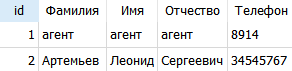 id Фамилия Имя Отчество Телефон
1 агент агент агент 8914
2 Артемьев Леонид Сергеевич 34545767